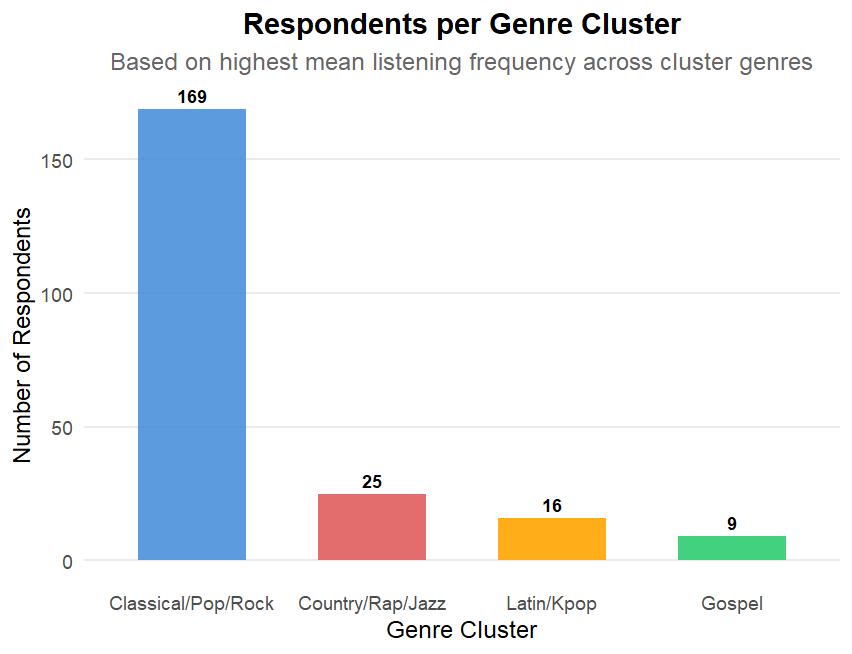 Respondents per Genre Cluster
Based on highest mean listening frequency across cluster genres
Number of Respondents
150
100
50
0
169
25
16
9
Classical/Pop/Rock
Country/Rap/Jazz
Latin/Kpop
Gospel
Genre Cluster